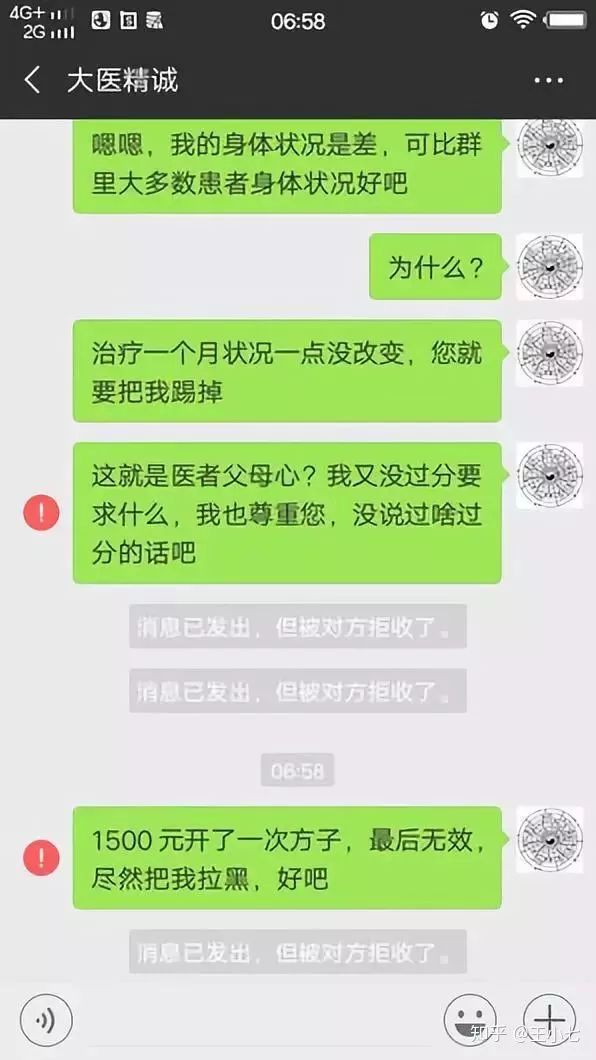 4G+
2G
06:58
大医精诚
嗯嗯，我的身体状况是差，可比群
里大多数患者身体状况好吧
为什么？
治疗一个月状况一点没改变，您就
要把我踢掉
这就是医者父母心？我又没过分要
求什么，我也尊重您，没说过啥过
分的话吧
消息已发出，但被对方拒收了。
消息已发出，但被对方拒收了。
06:58
1500 元开了一次方子，最后无效，
尽然把我拉黑，好吧
消息已发出，但被对方拒收了。
知乎 @王小七